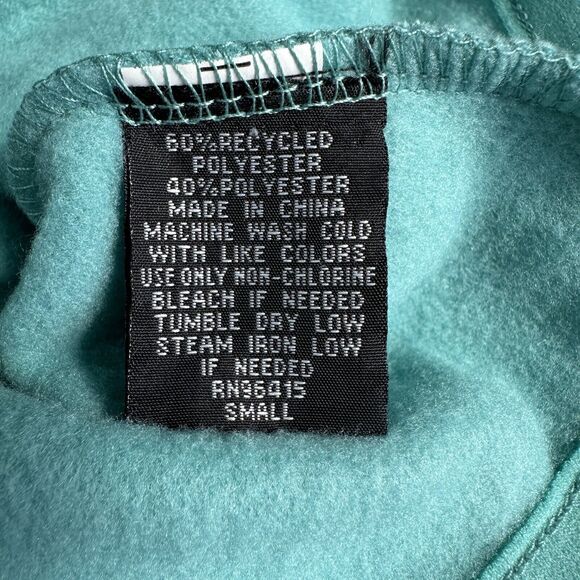 60% RECYCLED
POLYESTER
40% POLYESTER
MADE IN CHINA
MACHINE WASH COLD
WITH LIKE COLORS
USE ONLY NON-CHLORINE
BLEACH IF NEEDED
TUMBLE DRY LOW
STEAM IRON LOW
IF NEEDED
RN96415
SMALL